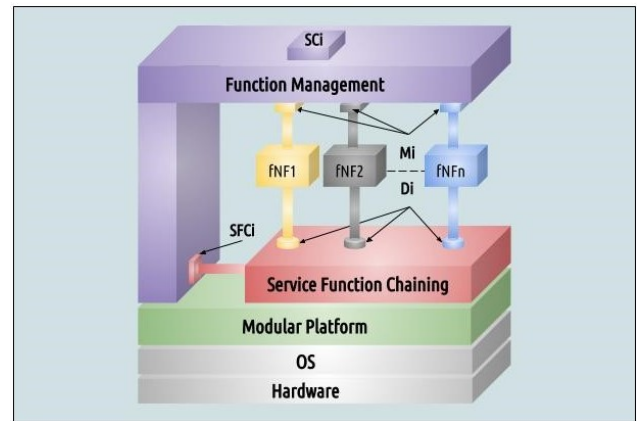 SCi
Function Management
Mi
fNF1
fNF2
fNFn
Di
SFCi
Service Function Chaining
Modular Platform
OS
Hardware